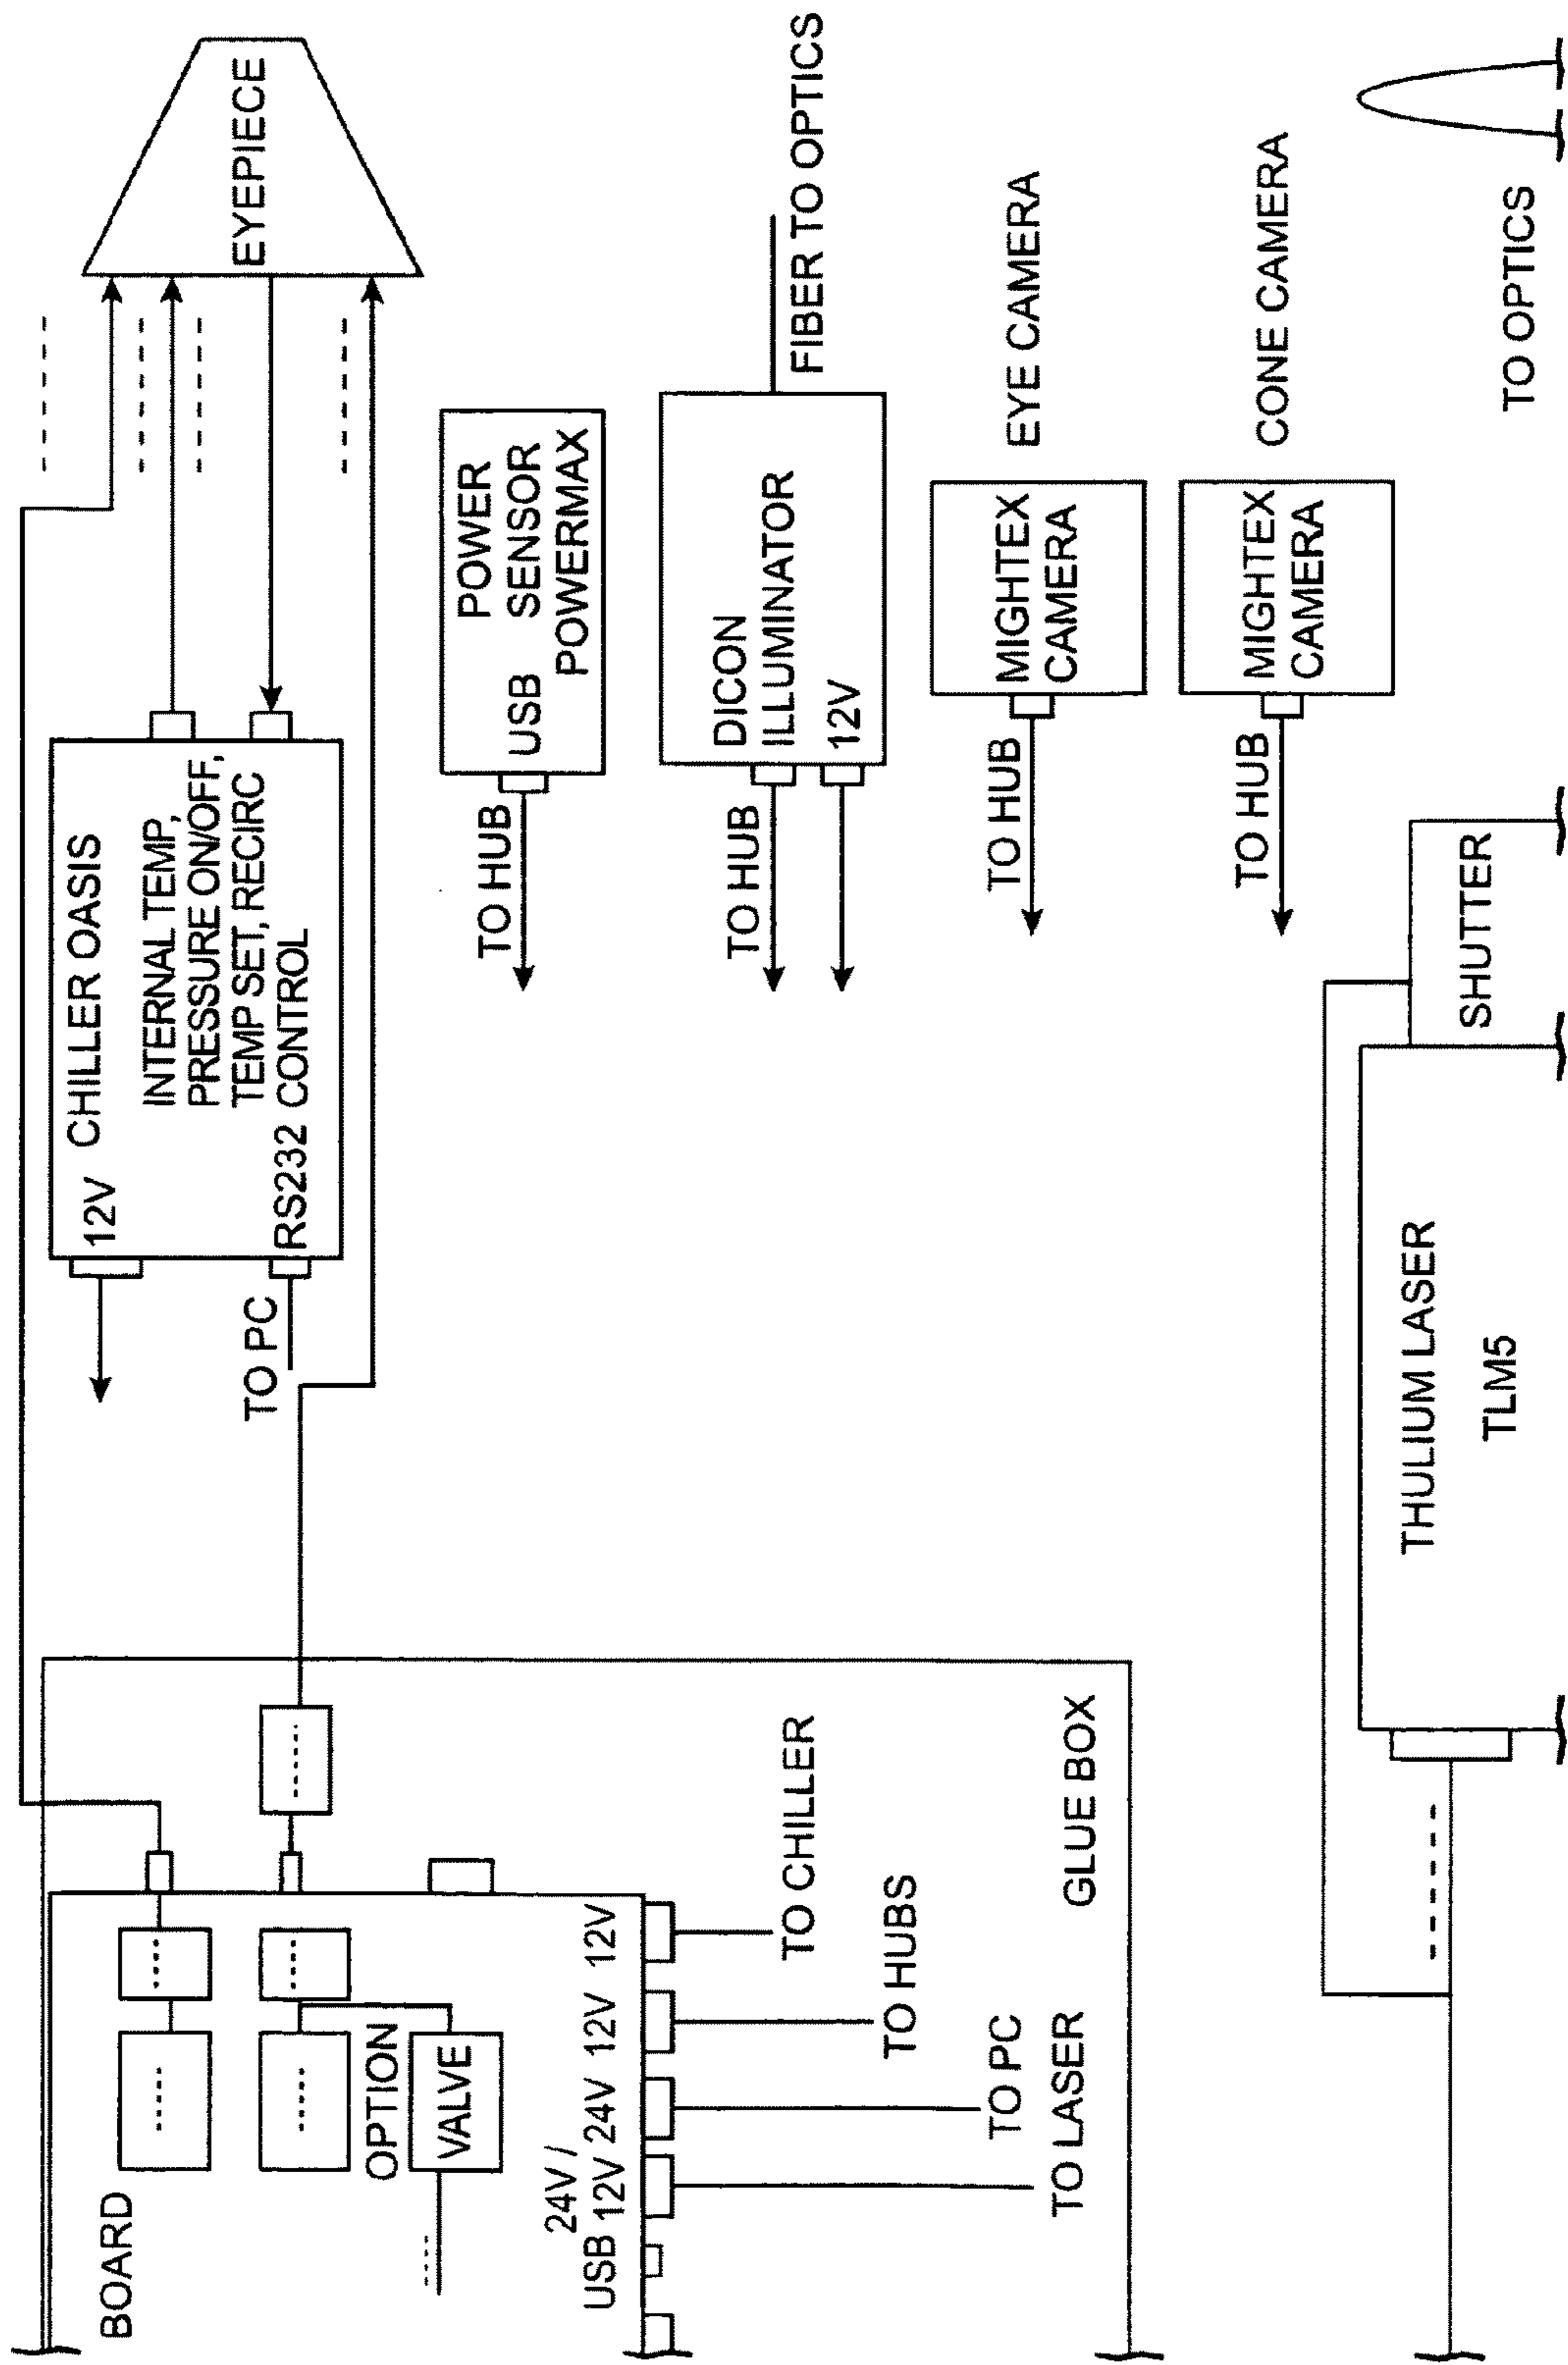 EYEPIECE
12V CHILLER OASIS
INTERNAL TEMP,
PRESSURE ON/OFF,
TEMP SET, RECIRC
RS232 CONTROL
TO PC
POWER
USB SENSOR
POWERMAX
TO HUB
DICON
ILLUMINATOR
12V
TO HUB
FIBER TO OPTICS
MIGHTEX
CAMERA
TO HUB
EYE CAMERA
MIGHTEX
CAMERA
TO HUB
CONE CAMERA
BOARD
OPTION
VALVE
24V /
USB 12V 24V 12V 12V
TO CHILLER
TO HUBS
TO PC
TO LASER
GLUE BOX
THULIUM LASER
TLM5
SHUTTER
TO OPTICS